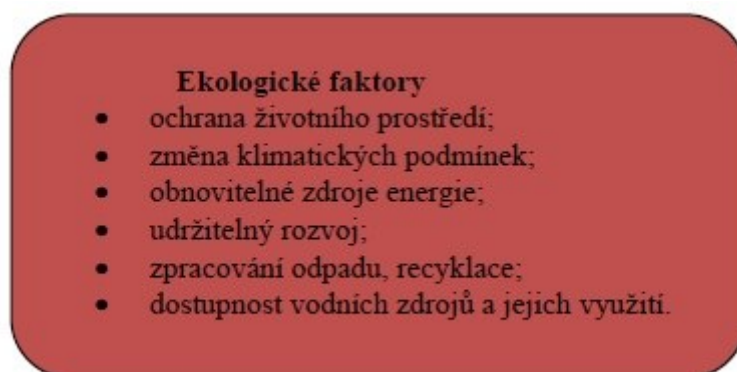 Ekologické faktory
• ochrana životního prostředí;
• změna klimatických podmínek;
• obnovitelné zdroje energie;
• udržitelný rozvoj;
• zpracování odpadu, recyklace;
• dostupnost vodních zdrojů a jejich využití.